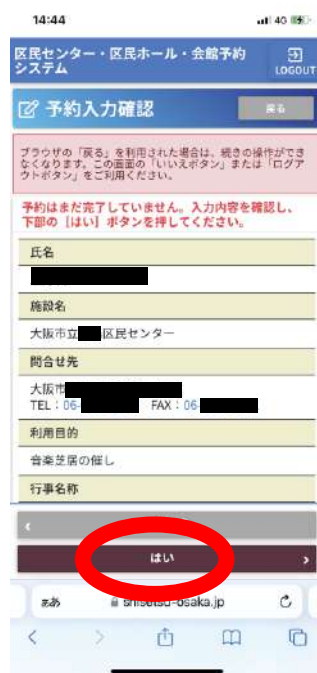 14:44
4G
区民センター・区民ホール・会館予約
システム
LOGOUT
予約入力確認
戻る
ブラウザの「戻る」を利用された場合は、続きの操作ができ
なくなります。この画面の「いいえボタン」または「ログア
ウトボタン」をご利用ください。
予約はまだ完了していません。入力内容を確認し、
下部の［はい］ボタンを押してください。
氏名
施設名
大阪市立 区民センター
問合せ先
大阪市
TEL：06- FAX：06-
利用目的
音楽芝居の催し
行事名称
はい
ぁあ shisetsu-osaka.jp